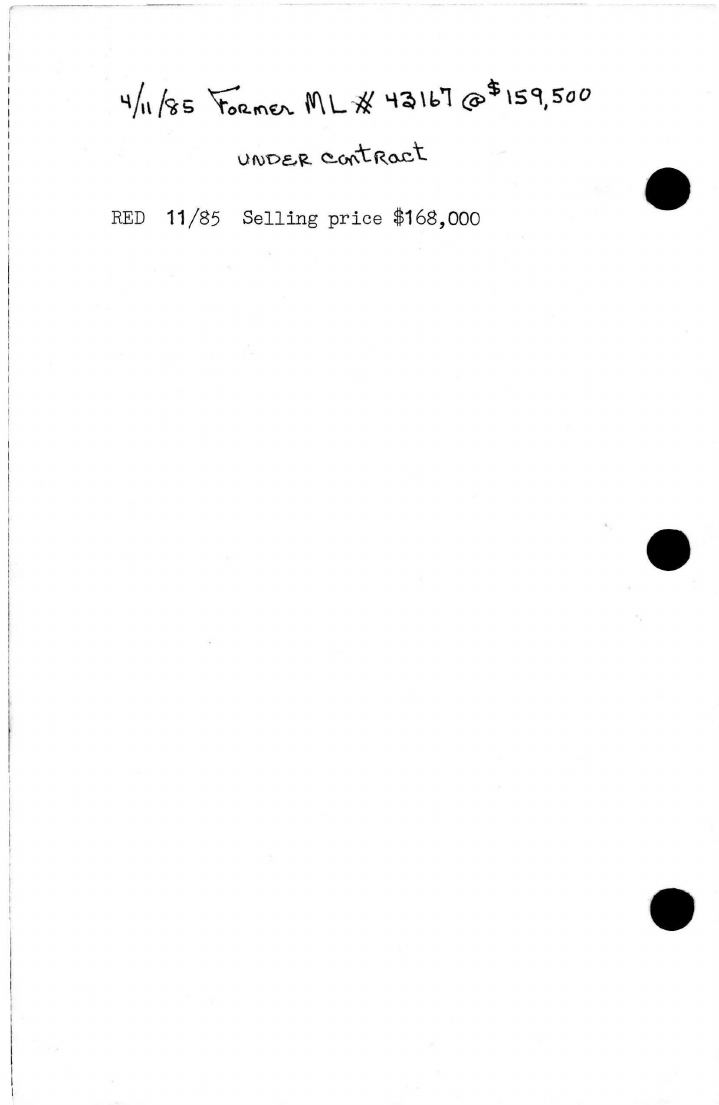 4/11/85 Former ML # 43167 @ $159,500
UNDER contract
RED 11/85 Selling price $168,000